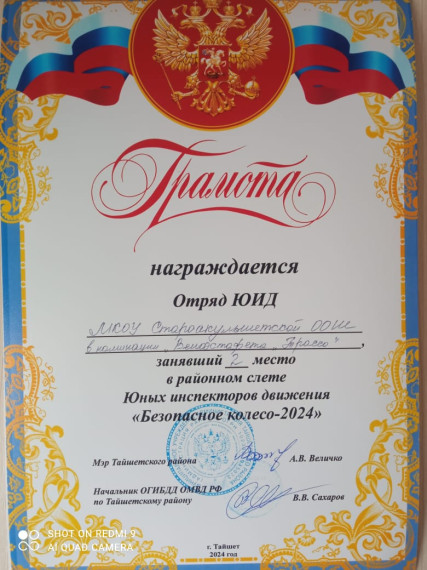 Грамота
награждается
Отряд ЮИД
МКОУ Староакульшетской ООШ
в номинации „ "Трасса"
занявший 2 место
в районном слете
Юных инспекторов движения
«Безопасное колесо-2024»
Мэр Тайшетского района А.В. Величко
Начальник ОГИБДД ОМВД РФ
по Тайшетскому району В.В. Сахаров
г. Тайшет
2024 год
SHOT ON REDMI 9
AI QUAD CAMERA